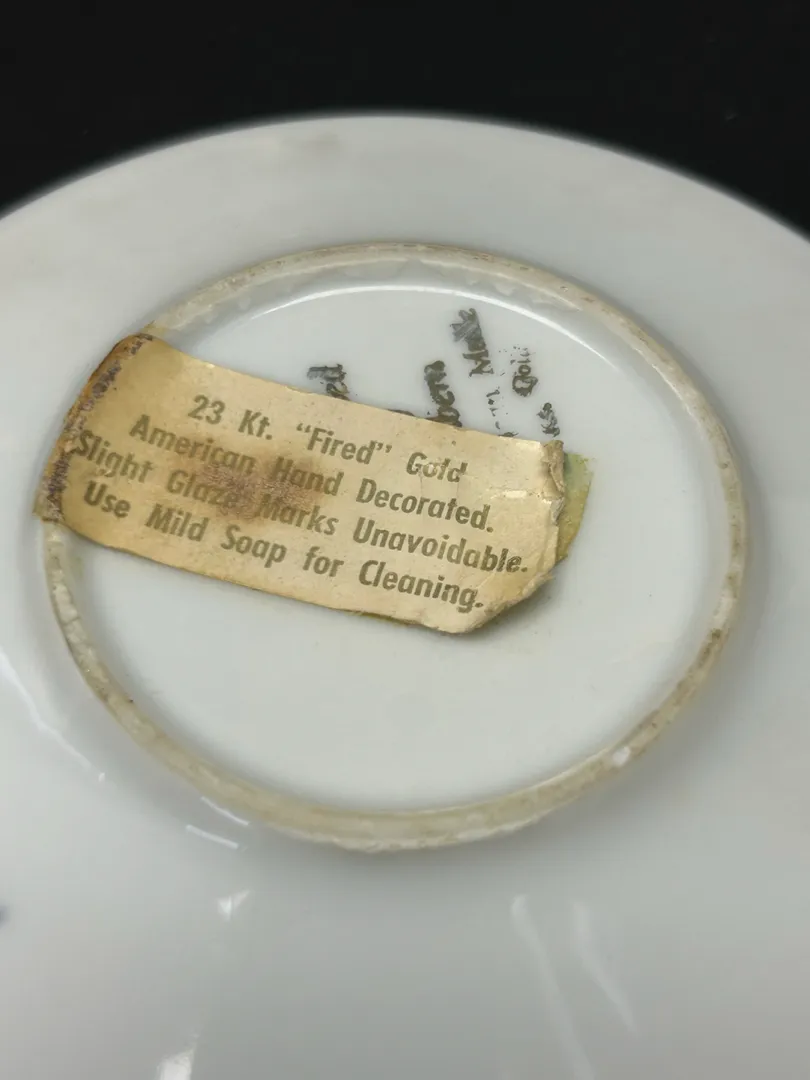 23 Kt. "Fired" Gold
American Hand Decorated.
Slight Glaze Marks Unavoidable.
Use Mild Soap for Cleaning.